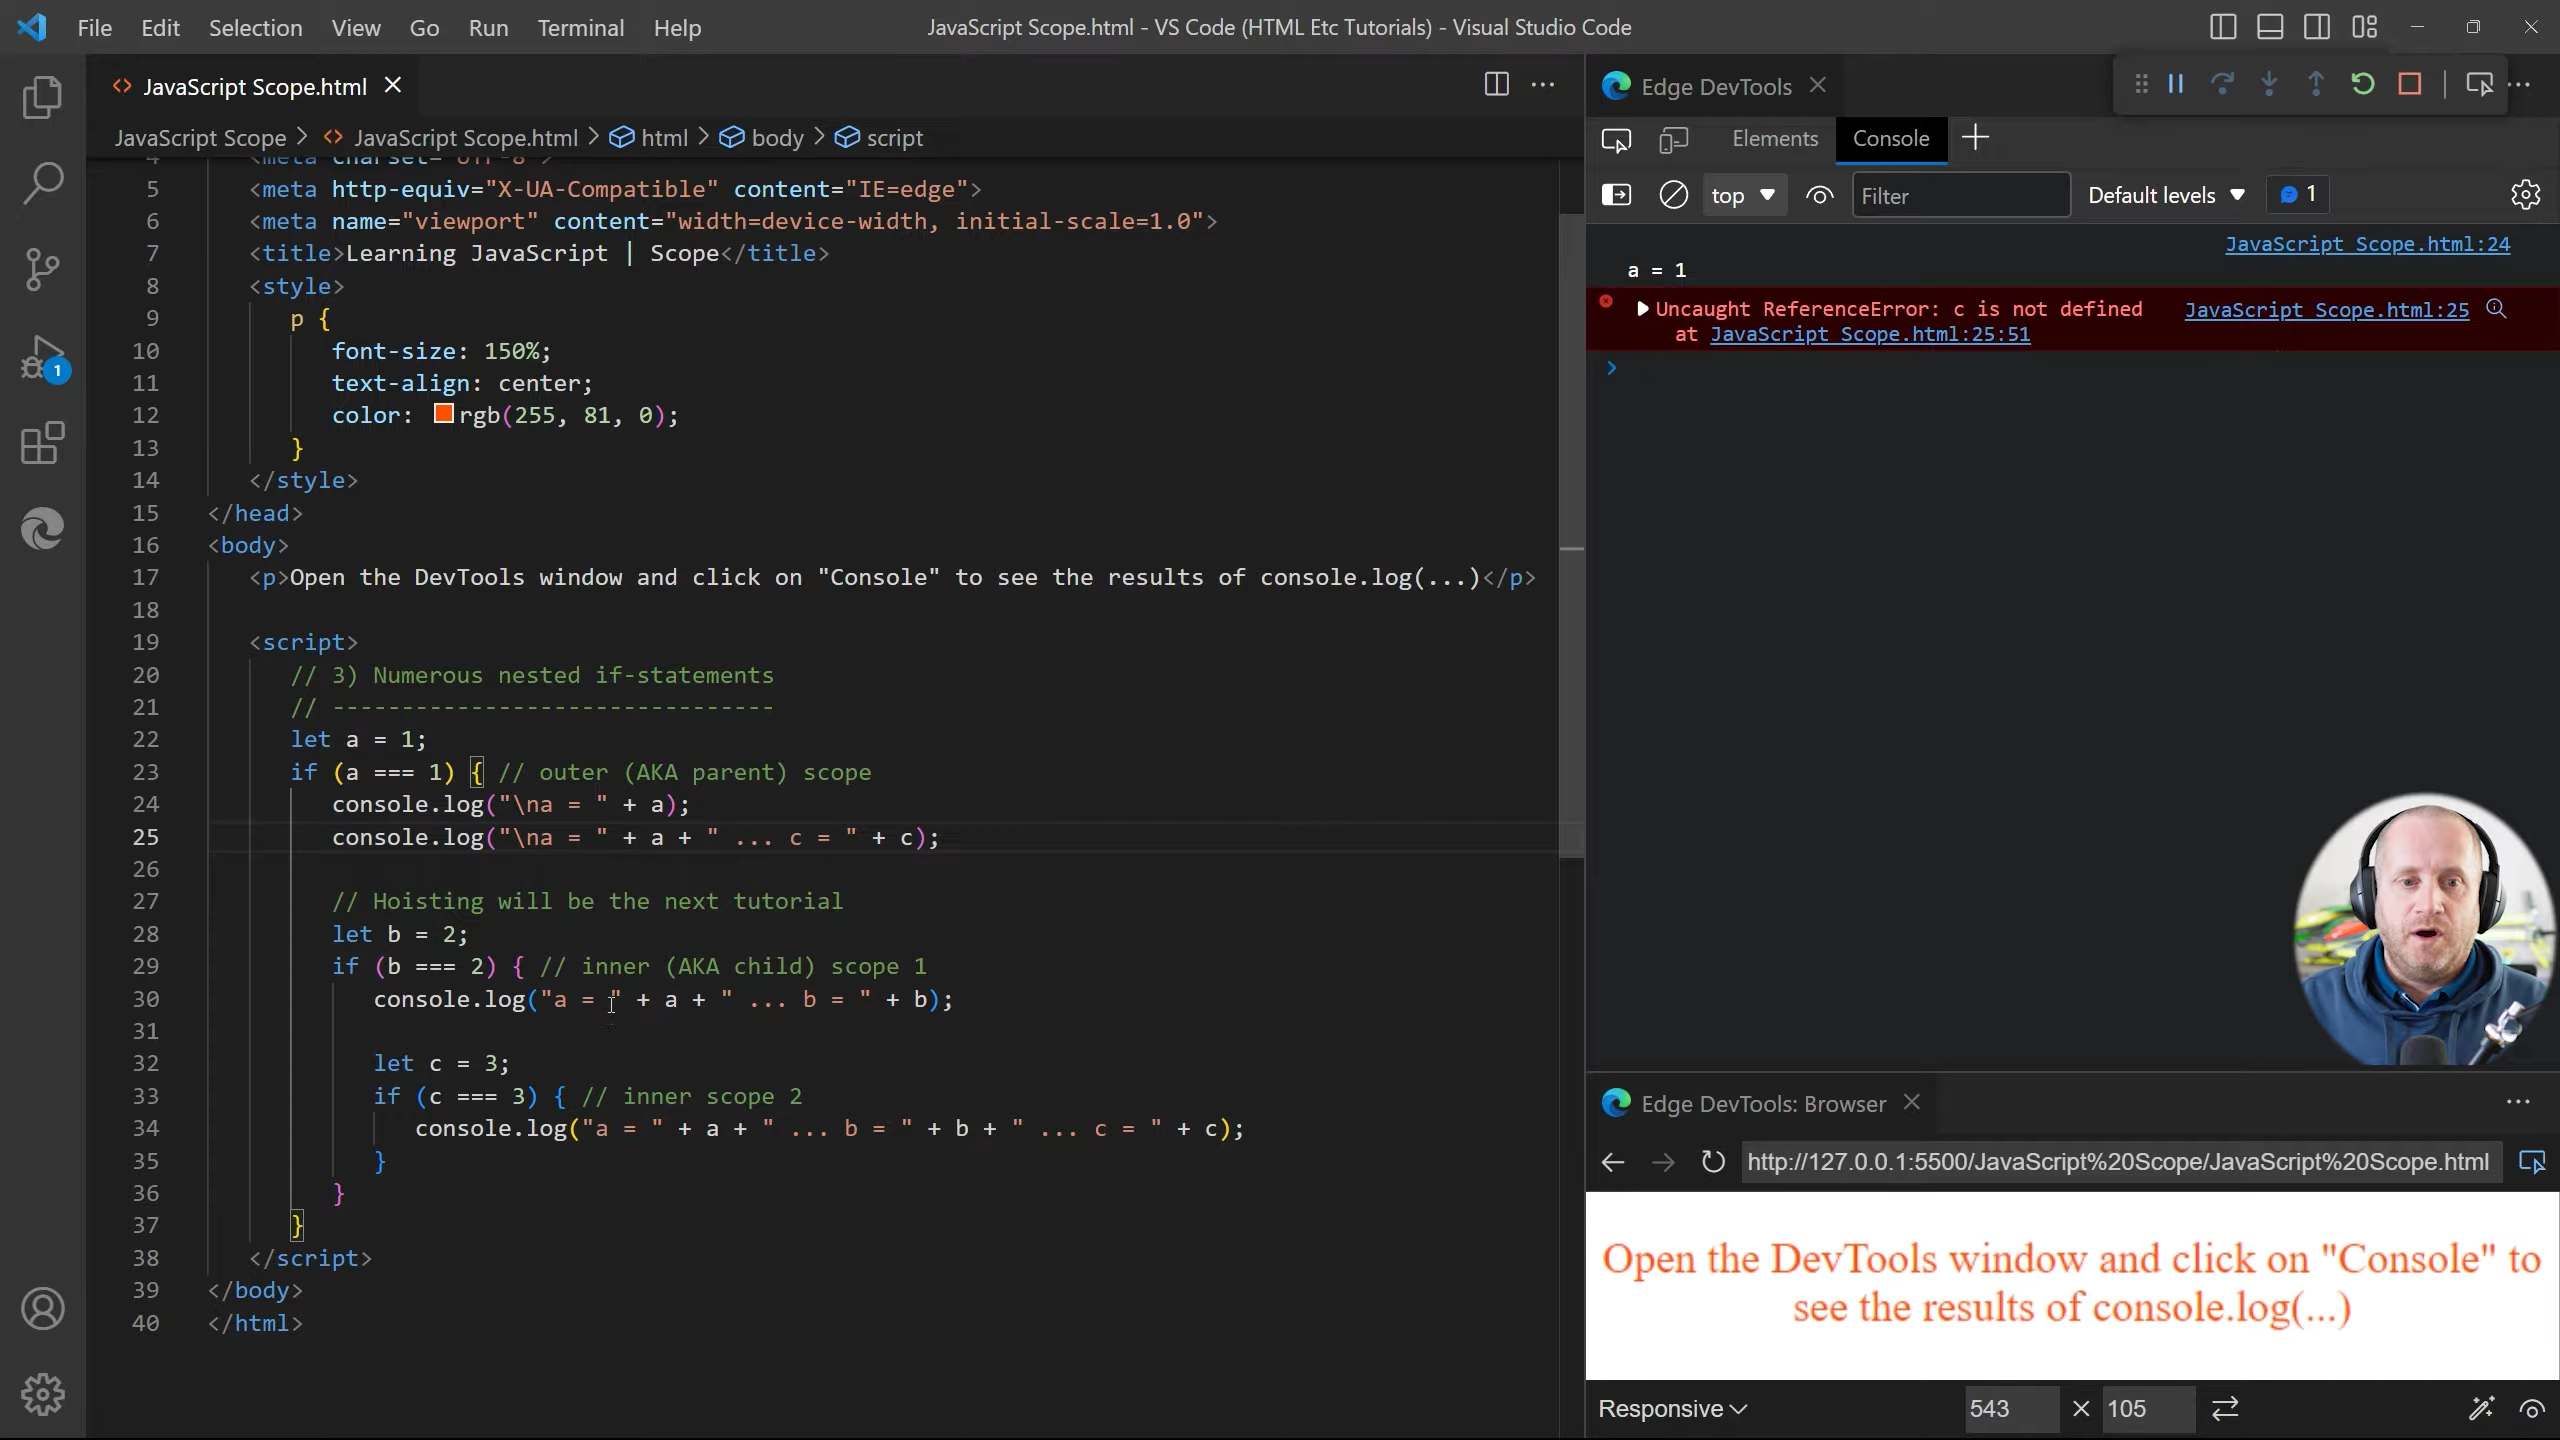 File Edit Selection View Go Run Terminal Help
JavaScript Scope.html - VS Code (HTML Etc Tutorials) - Visual Studio Code
JavaScript Scope.html
JavaScript Scope > JavaScript Scope.html > html > body > script
4 <meta charset="UTF-8">
5 <meta http-equiv="X-UA-Compatible" content="IE=edge">
6 <meta name="viewport" content="width=device-width, initial-scale=1.0">
7 <title>Learning JavaScript | Scope</title>
8 <style>
9 p {
10 font-size: 150%;
11 text-align: center;
12 color: rgb(255, 81, 0);
13 }
14 </style>
15 </head>
16 <body>
17 <p>Open the DevTools window and click on "Console" to see the results of console.log(...)</p>
18
19 <script>
20 // 3) Numerous nested if-statements
21 // --------------------------------
22 let a = 1;
23 if (a === 1) { // outer (AKA parent) scope
24 console.log("\na = " + a);
25 console.log("\na = " + a + " ... c = " + c);
26
27 // Hoisting will be the next tutorial
28 let b = 2;
29 if (b === 2) { // inner (AKA child) scope 1
30 console.log("a = " + a + " ... b = " + b);
31
32 let c = 3;
33 if (c === 3) { // inner scope 2
34 console.log("a = " + a + " ... b = " + b + " ... c = " + c);
35 }
36 }
37 }
38 </script>
39 </body>
40 </html>
1
Edge DevTools
Elements Console
top Filter Default levels 1
JavaScript Scope.html:24
a = 1
Uncaught ReferenceError: c is not defined JavaScript Scope.html:25
at JavaScript Scope.html:25:51
Edge DevTools: Browser
http://127.0.0.1:5500/JavaScript%20Scope/JavaScript%20Scope.html
Open the DevTools window and click on "Console" to
see the results of console.log(...)
Responsive 543 × 105